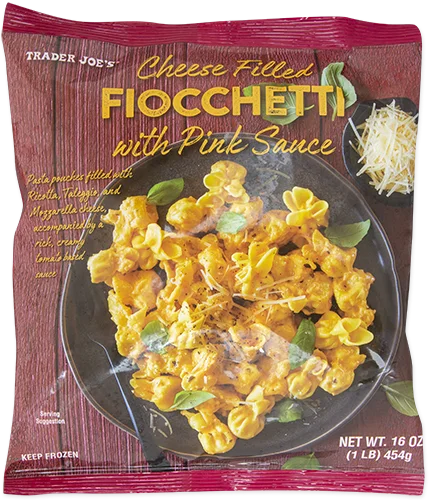 TRADER JOE'S
Cheese Filled
FIOCCHETTI
with Pink Sauce
Pasta pouches filled with
Ricotta, Taleggio, and
Mozzarella cheese,
accompanied by a
rich, creamy
tomato based
sauce
Serving
Suggestion
KEEP FROZEN
NET WT. 16 OZ
(1 LB) 454g